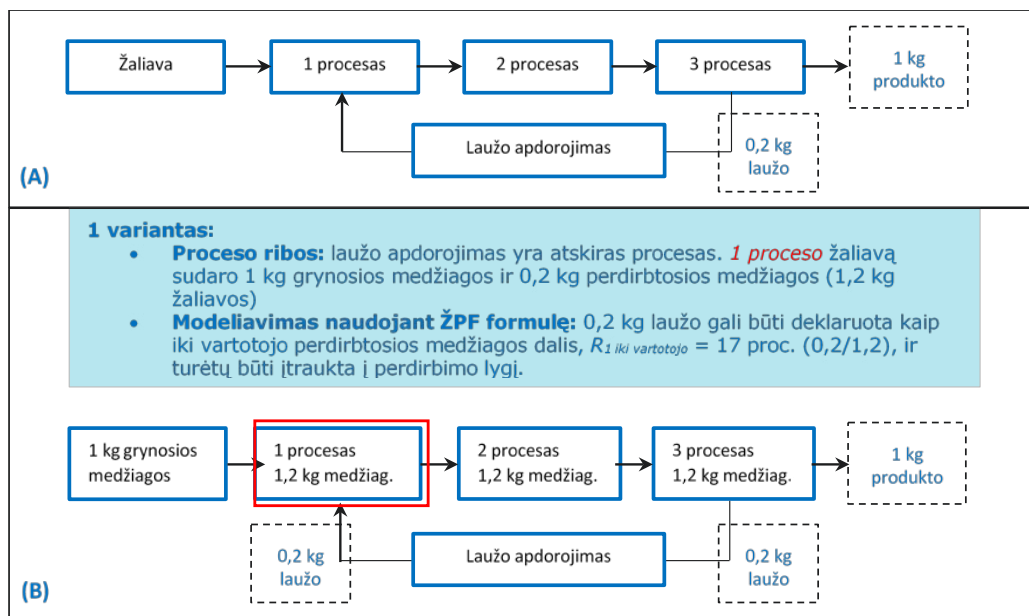 Žaliava
1 procesas
2 procesas
3 procesas
1 kg
produkto
Laužo apdorojimas
0,2 kg
laužo
(A)
1 variantas:
• Proceso ribos: laužo apdorojimas yra atskiras procesas. 1 proceso žaliavą
sudaro 1 kg grynosios medžiagos ir 0,2 kg perdirbtosios medžiagos (1,2 kg
žaliavos)
• Modeliavimas naudojant ŽPF formulę: 0,2 kg laužo gali būti deklaruota kaip
iki vartotojo perdirbtosios medžiagos dalis, R1 iki vartotojo = 17 proc. (0,2/1,2), ir
turėtų būti įtraukta į perdirbimo lygį.
1 kg grynosios
medžiagos
1 procesas
1,2 kg medžiag.
2 procesas
1,2 kg medžiag.
3 procesas
1,2 kg medžiag.
1 kg
produkto
0,2 kg
laužo
Laužo apdorojimas
0,2 kg
laužo
(B)